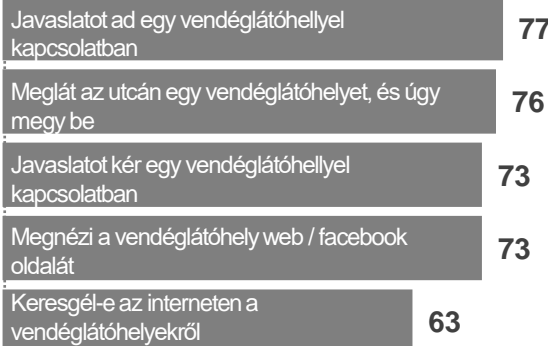 Javaslatot ad egy vendéglátóhellyel
kapcsolatban
77
Meglát az utcán egy vendéglátóhelyet, és úgy
megy be
76
Javaslatot kér egy vendéglátóhellyel
kapcsolatban
73
Megnézi a vendéglátóhely web / facebook
oldalát
73
Keresgél-e az interneten a
vendéglátóhelyekről
63